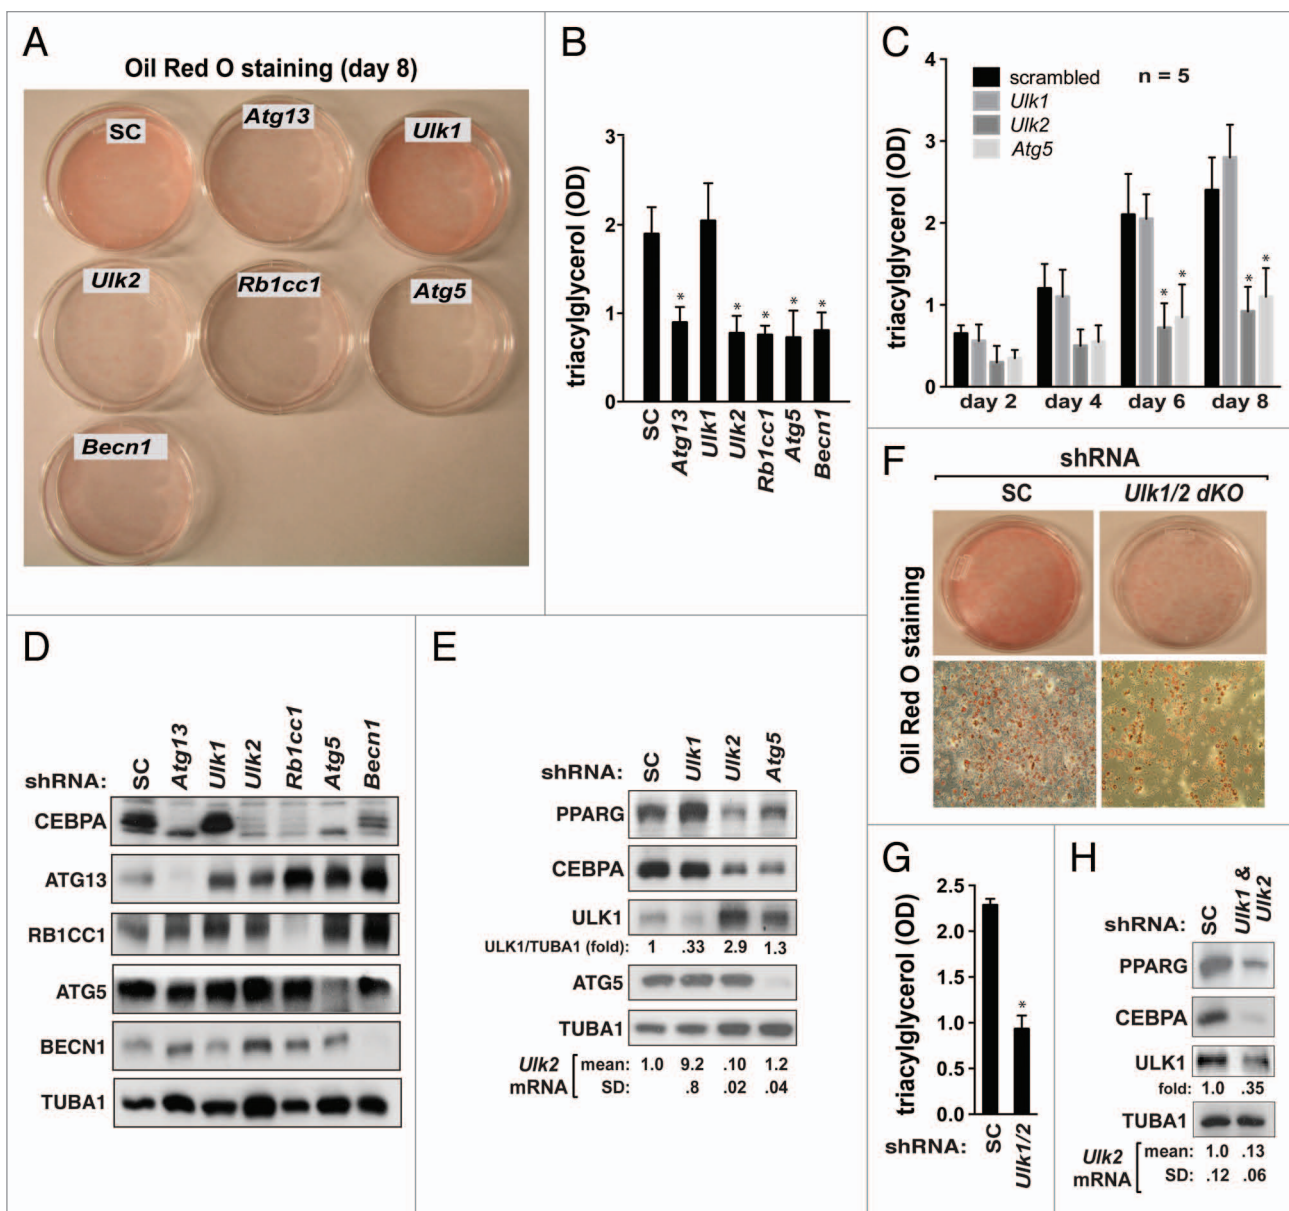 A
Oil Red O staining (day 8)
SC
Atg13
Ulk1
Ulk2
Rb1cc1
Atg5
Becn1
B
triacylglycerol (OD)
3
2
1
0
SC
Atg13
Ulk1
Ulk2
Rb1cc1
Atg5
Becn1
* * * * *
C
triacylglycerol (OD)
4
3
2
1
0
scrambled
Ulk1
Ulk2
Atg5
n = 5
* * * *
day 2 day 4 day 6 day 8
D
shRNA: SC Atg13 Ulk1 Ulk2 Rb1cc1 Atg5 Becn1
CEBPA
ATG13
RB1CC1
ATG5
BECN1
TUBA1
E
shRNA: SC Ulk1 Ulk2 Atg5
PPARG
CEBPA
ULK1
ULK1/TUBA1 (fold): 1 .33 2.9 1.3
ATG5
TUBA1
Ulk2 mRNA
mean: 1.0 9.2 .10 1.2
SD: .8 .02 .04
F
shRNA
SC Ulk1/2 dKO
Oil Red O staining
G
triacylglycerol (OD)
2.5
2.0
1.5
1.0
0.5
0.0
*
shRNA: SC Ulk1/2
H
shRNA: SC Ulk1 & Ulk2
PPARG
CEBPA
ULK1
fold: 1.0 .35
TUBA1
Ulk2 mRNA
mean: 1.0 .13
SD: .12 .06